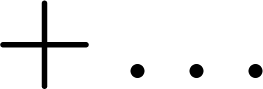 + . . .